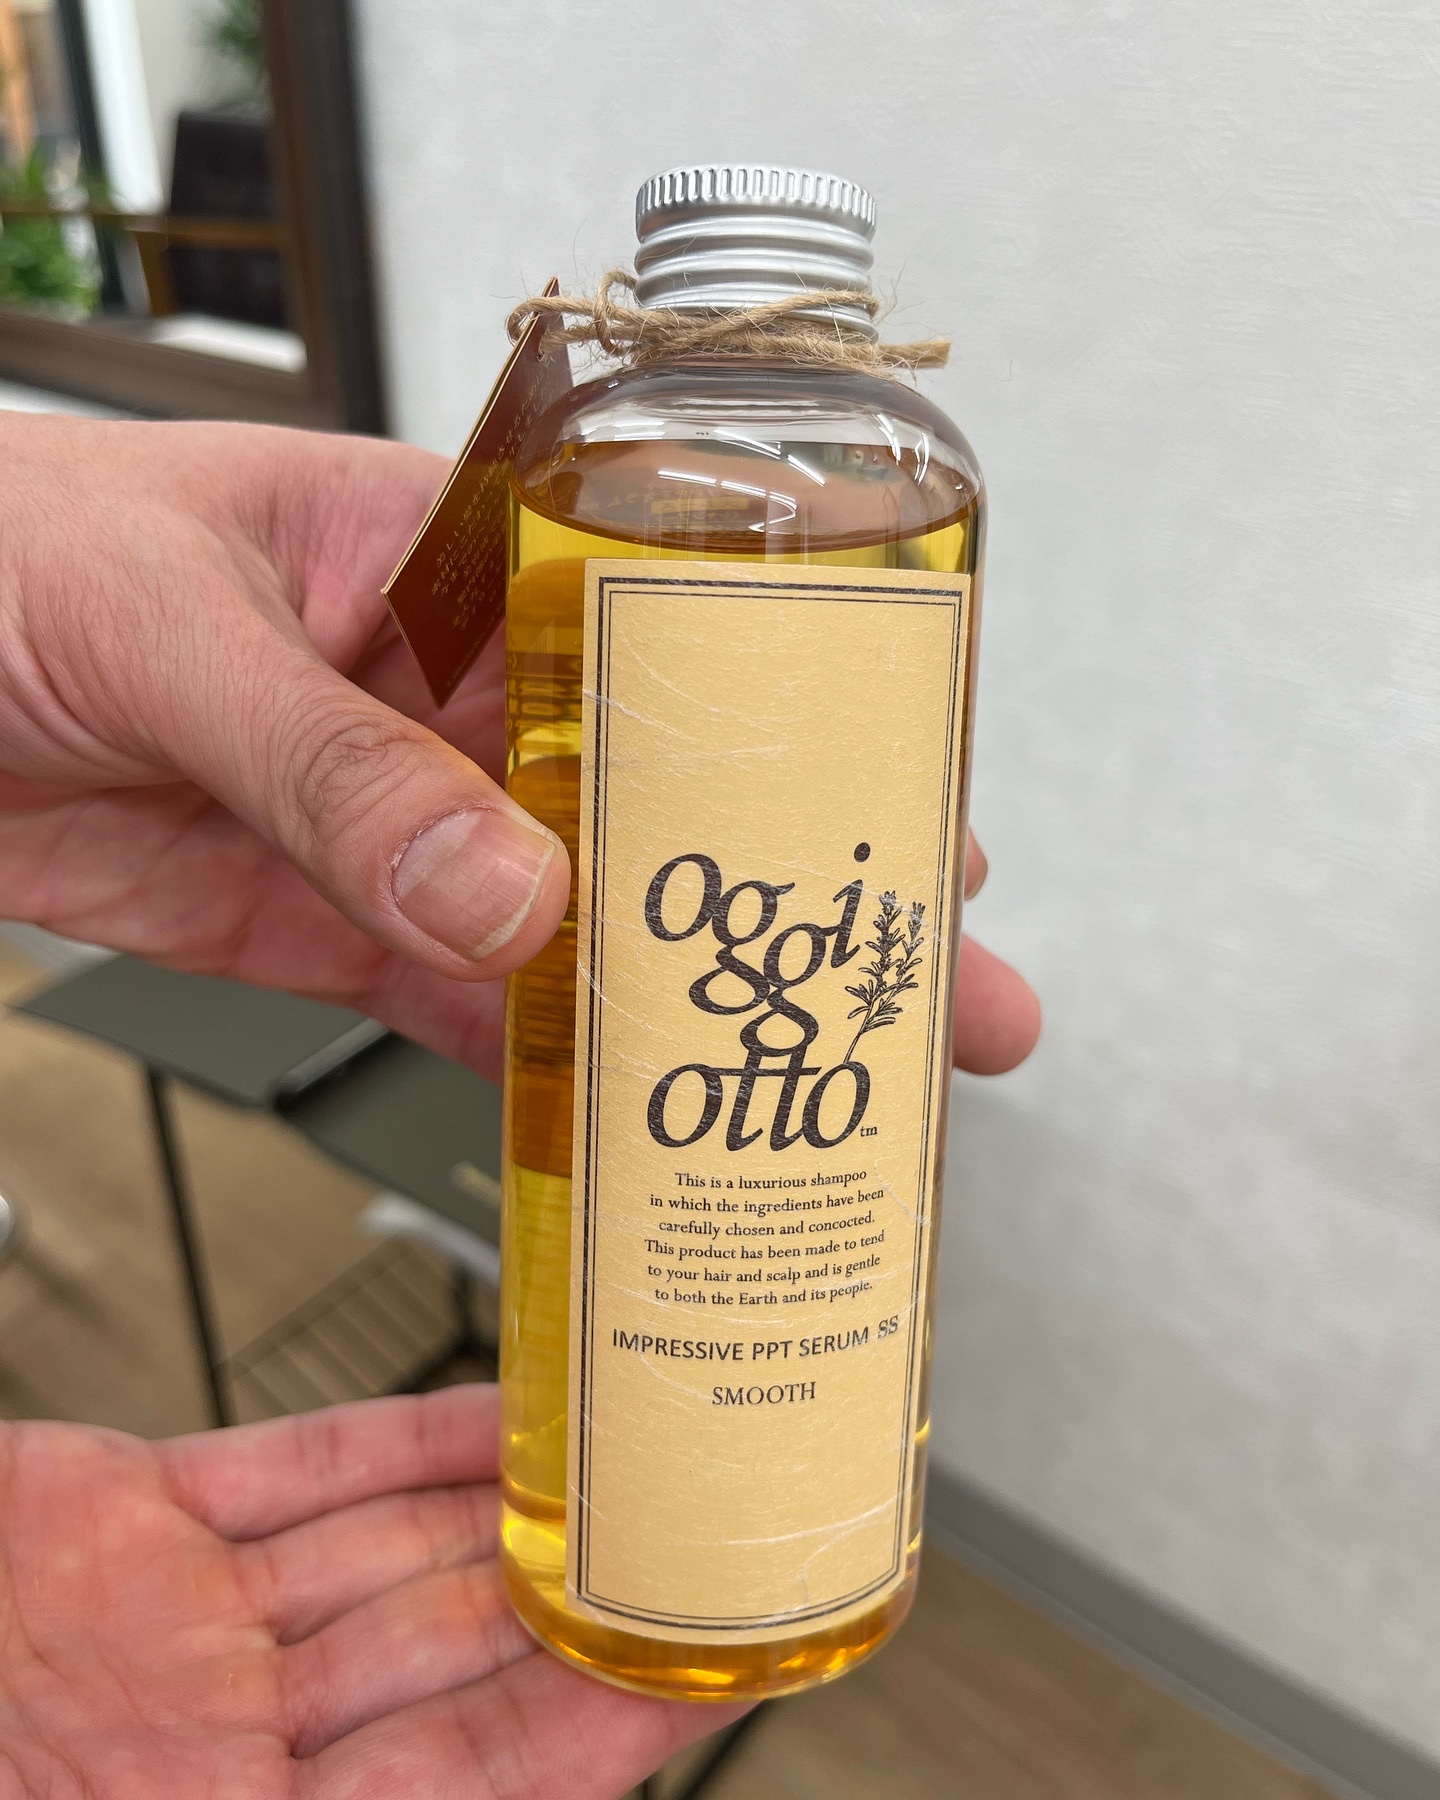 oggi
otto
tm
This is a luxurious shampoo
in which the ingredients have been
carefully chosen and concocted.
This product has been made to tend
to your hair and scalp and is gentle
to both the Earth and its people.
IMPRESSIVE PPT SERUM SS
SMOOTH